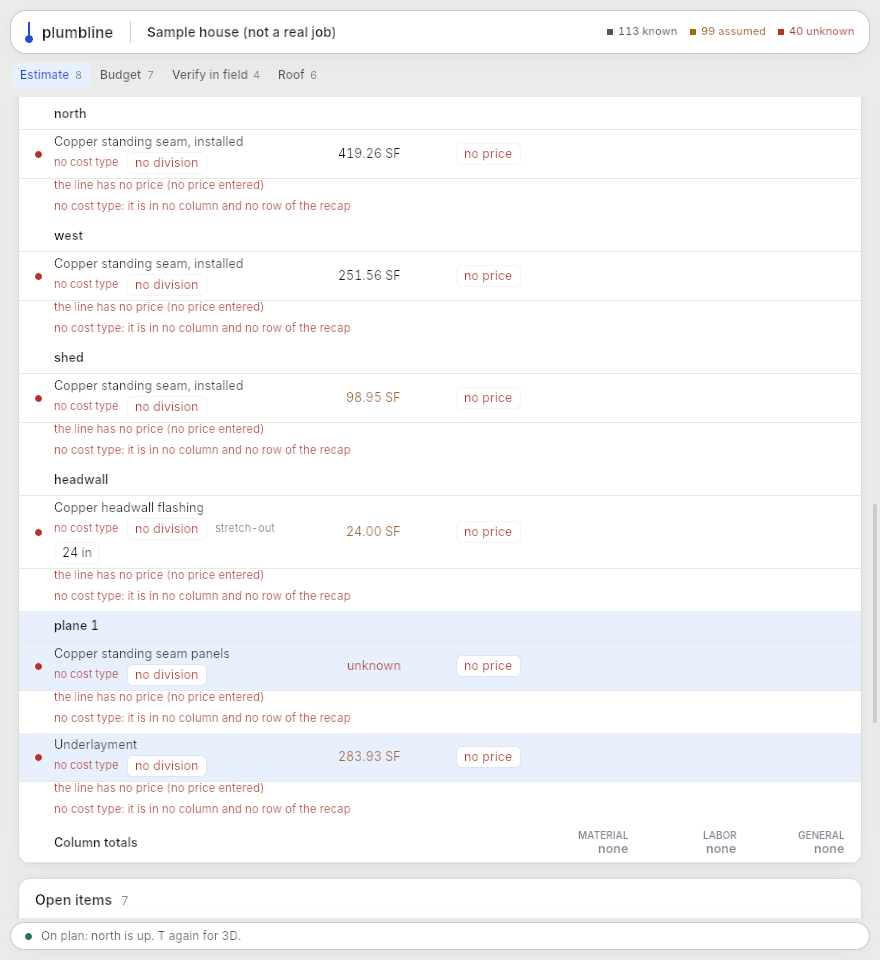 plumbline Sample house (not a real job) 113 known 99 assumed 40 unknown
Estimate 8 Budget 7 Verify in field 4 Roof 6
north
Copper standing seam, installed
no cost type no division 419.26 SF no price
the line has no price (no price entered)
no cost type: it is in no column and no row of the recap
west
Copper standing seam, installed
no cost type no division 251.56 SF no price
the line has no price (no price entered)
no cost type: it is in no column and no row of the recap
shed
Copper standing seam, installed
no cost type no division 98.95 SF no price
the line has no price (no price entered)
no cost type: it is in no column and no row of the recap
headwall
Copper headwall flashing
no cost type no division stretch-out 24.00 SF no price
24 in
the line has no price (no price entered)
no cost type: it is in no column and no row of the recap
plane 1
Copper standing seam panels
no cost type no division unknown no price
the line has no price (no price entered)
no cost type: it is in no column and no row of the recap
Underlayment
no cost type no division 283.93 SF no price
the line has no price (no price entered)
no cost type: it is in no column and no row of the recap
MATERIAL LABOR GENERAL
Column totals none none none
Open items 7
On plan: north is up. T again for 3D.